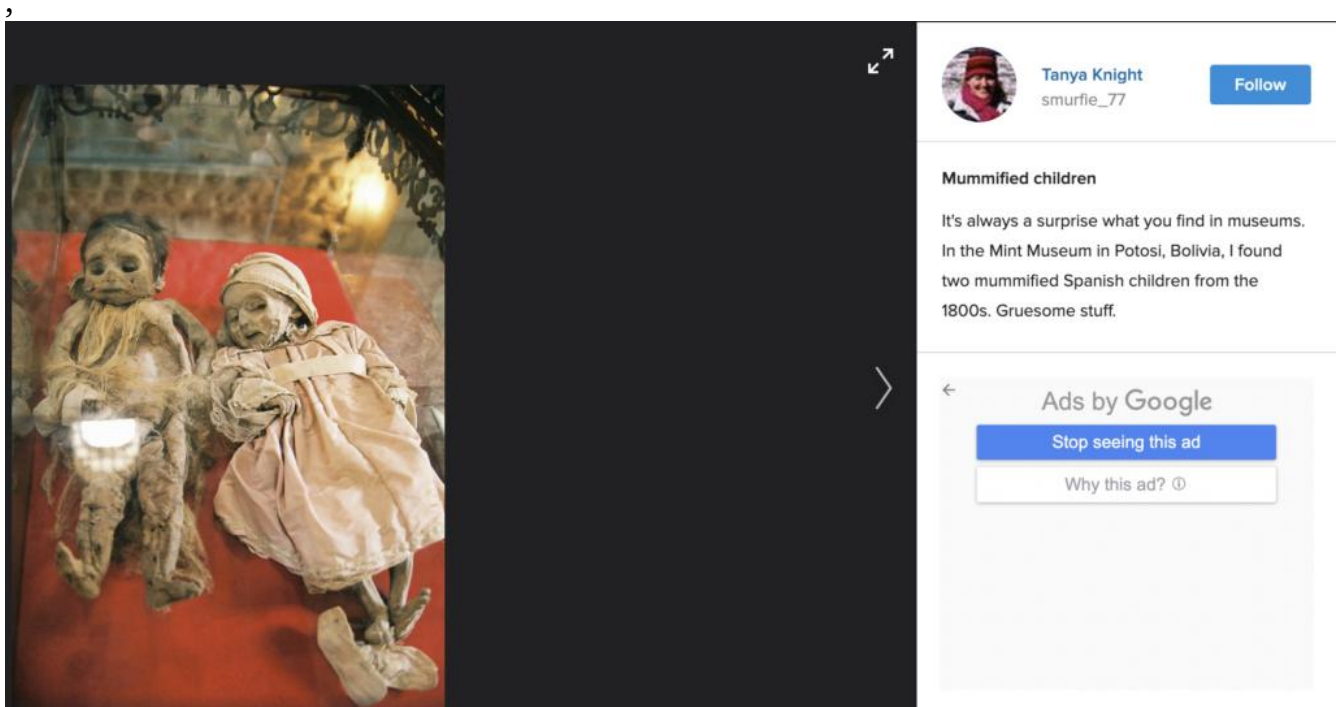 ,
Tanya Knight
smurfie_77
Follow
Mummified children
It's always a surprise what you find in museums.
In the Mint Museum in Potosi, Bolivia, I found
two mummified Spanish children from the
1800s. Gruesome stuff.
Ads by Google
Stop seeing this ad
Why this ad?